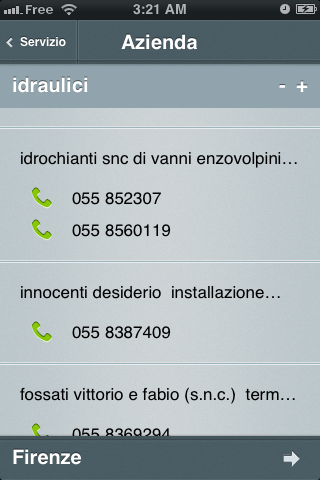 Free 3:21 AM
Servizio Azienda
idraulici - +
idrochianti snc di vanni enzovolpini…
055 852307
055 8560119
innocenti desiderio installazione…
055 8387409
fossati vittorio e fabio (s.n.c.) term…
055 8369294
Firenze